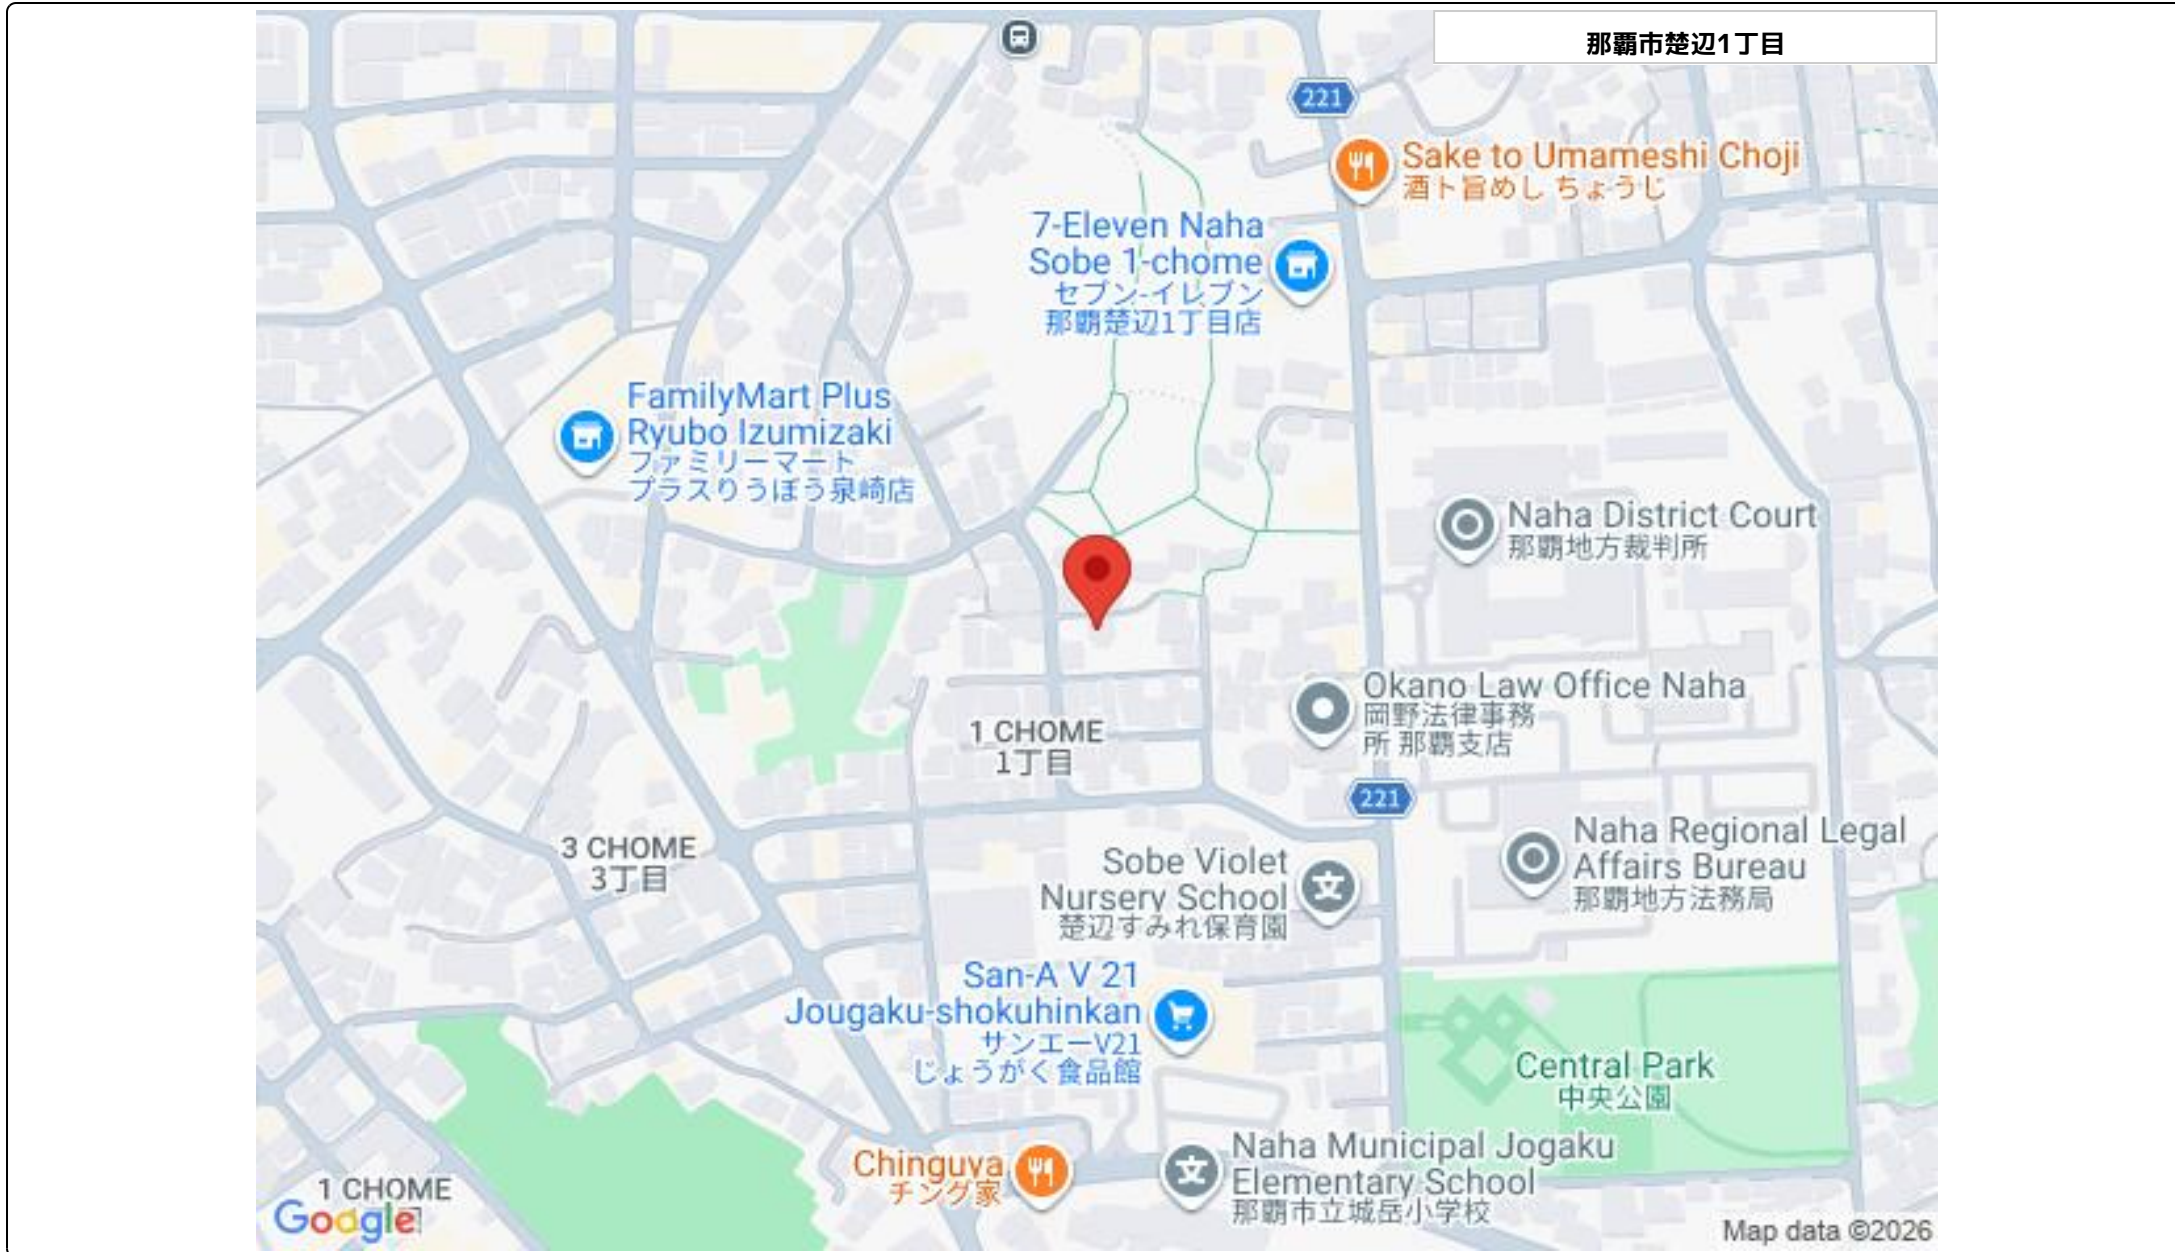 那覇市楚辺1丁目
221
Sake to Umameshi Choji
酒ト旨めし ちょうじ
7-Eleven Naha
Sobe 1-chome
セブン-イレブン
那覇楚辺1丁目店
FamilyMart Plus
Ryubo Izumizaki
ファミリーマート
プラスりうぼう泉崎店
Naha District Court
那覇地方裁判所
Okano Law Office Naha
岡野法律事務
所 那覇支店
1 CHOME
1丁目
221
3 CHOME
3丁目
Naha Regional Legal
Affairs Bureau
那覇地方法務局
Sobe Violet
Nursery School
楚辺すみれ保育園
San-A V 21
Jougaku-shokuhinkan
サンエーV21
じょうがく食品館
Central Park
中央公園
Chinguya
チング家
Naha Municipal Jogaku
Elementary School
那覇市立城岳小学校
1 CHOME
Google
Map data ©2026